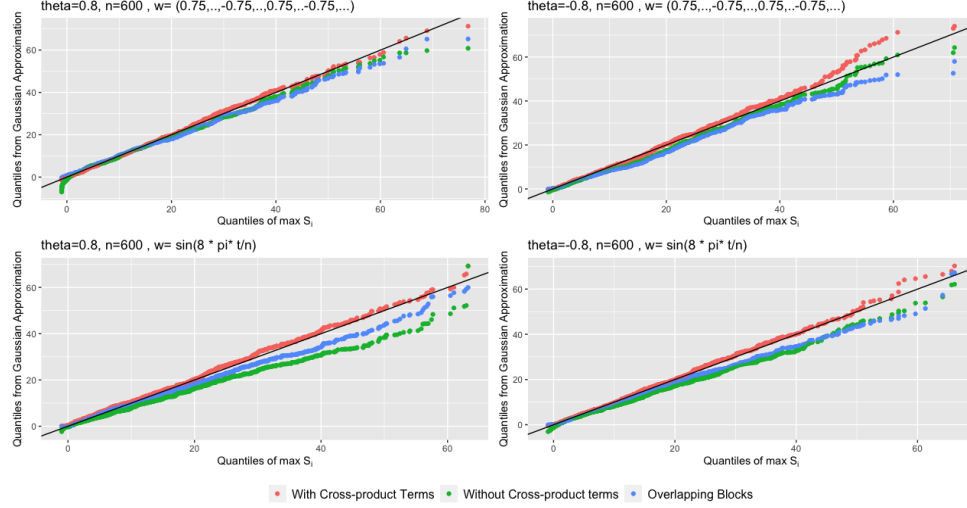 theta=0.8, n=600 , w= (0.75,..,-0.75,..,0.75,..-0.75,...)
Quantiles from Gaussian Approximation
60
40
20
0
0
20
40
60
80
Quantiles of max Si
theta=-0.8, n=600 , w= (0.75,..,-0.75,..,0.75,..-0.75,...)
Quantiles from Gaussian Approximation
60
40
20
0
0
20
40
60
Quantiles of max Si
theta=0.8, n=600 , w= sin(8 * pi* t/n)
Quantiles from Gaussian Approximation
60
40
20
0
0
20
40
60
Quantiles of max Si
theta=-0.8, n=600 , w= sin(8 * pi* t/n)
Quantiles from Gaussian Approximation
60
40
20
0
0
20
40
60
Quantiles of max Si
With Cross-product Terms
Without Cross-product terms
Overlapping Blocks